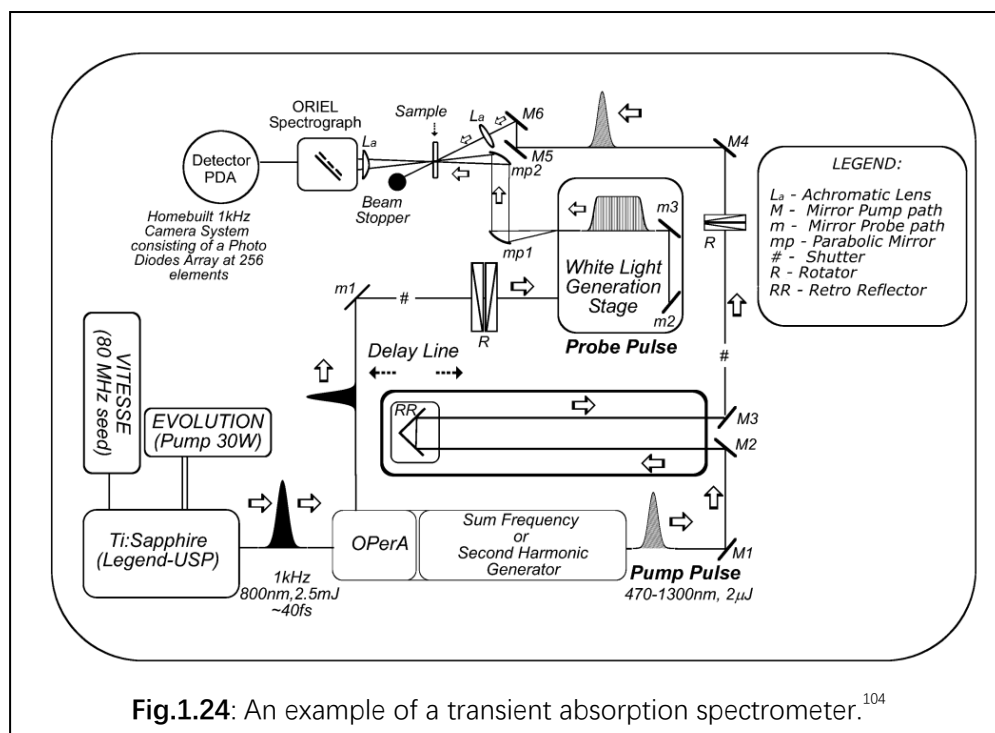 ORIEL
Spectrograph
Sample
La
M6
M5
M4
La
Detector
PDA
mp2
Beam
Stopper
Homebuilt 1kHz
Camera System
consisting of a Photo
Diodes Array at 256
elements
mp1
m3
White Light
Generation
Stage
m2
Probe Pulse
R
LEGEND:
La - Achromatic Lens
M - Mirror Pump path
m - Mirror Probe path
mp - Parabolic Mirror
# - Shutter
R - Rotator
RR - Retro Reflector
m1
#
R
Delay Line
#
RR
M3
M2
VITESSE
(80 MHz seed)
EVOLUTION
(Pump 30W)
Ti:Sapphire
(Legend-USP)
1kHz
800nm,2.5mJ
~40fs
OPerA
Sum Frequency
or
Second Harmonic
Generator
M1
Pump Pulse
470-1300nm, 2μJ
Fig.1.24: An example of a transient absorption spectrometer.104